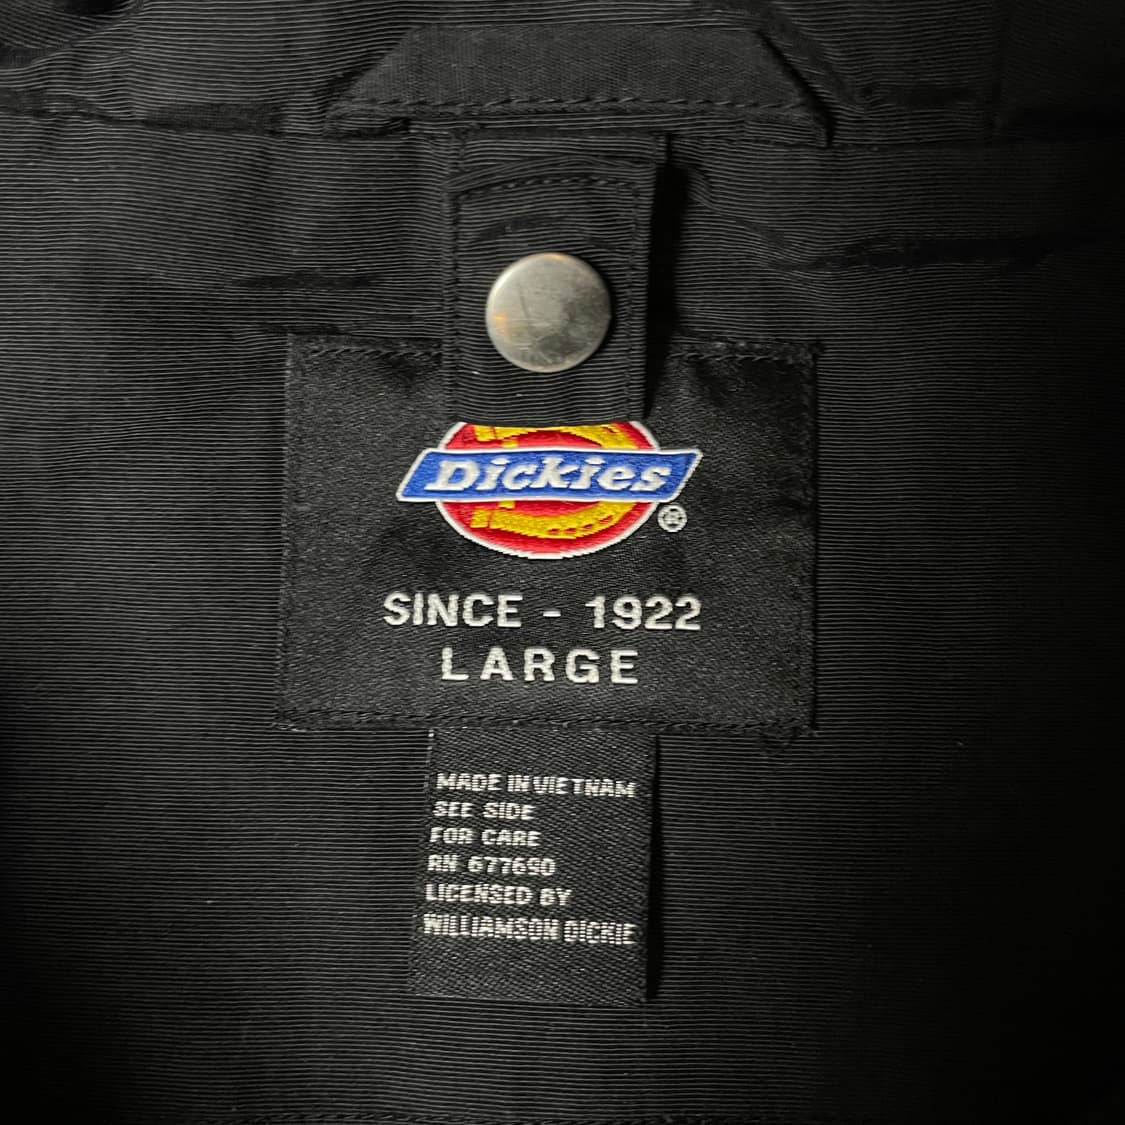 Dickies
®
SINCE - 1922
LARGE
MADE IN VIETNAM
SEE SIDE
FOR CARE
RN 677690
LICENSED BY
WILLIAMSON DICKIE